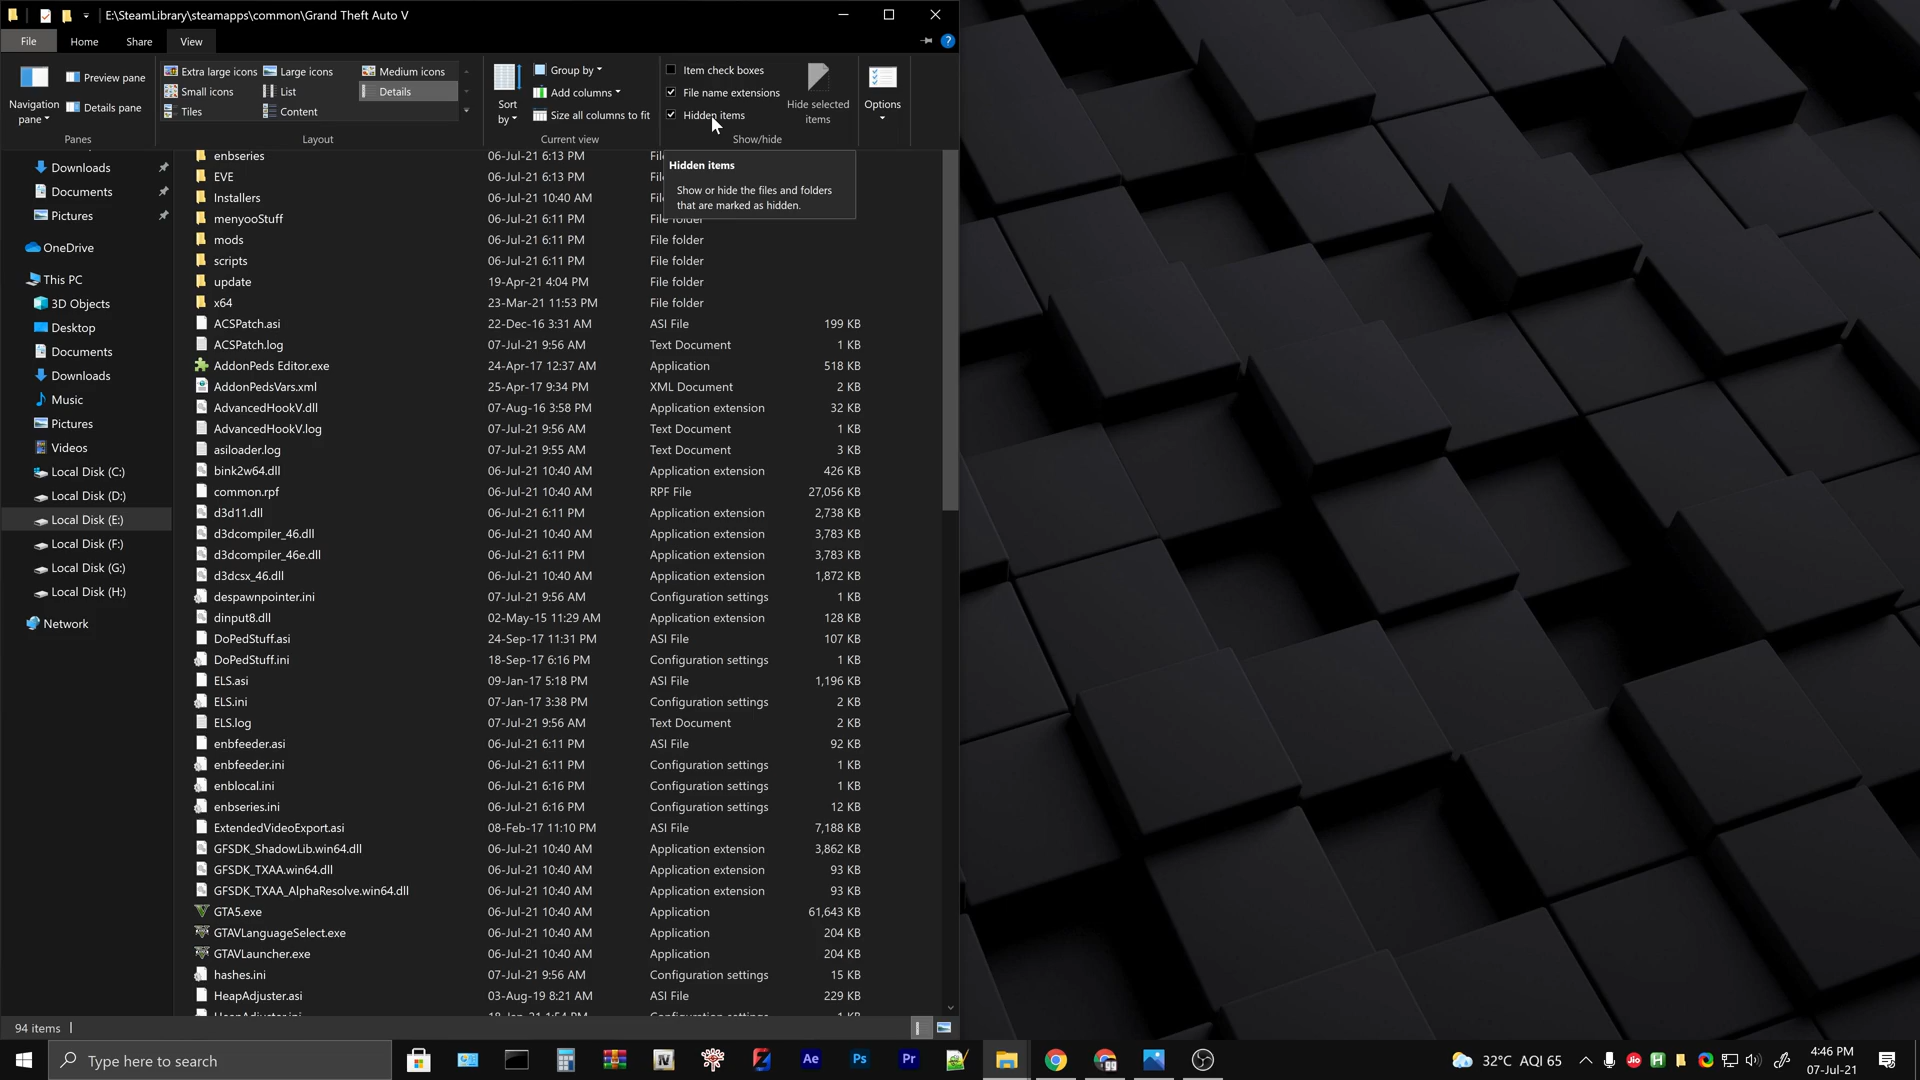 E:\SteamLibrary\steamapps\common\Grand Theft Auto V
File Home Share View
Navigation pane
Preview pane
Details pane
Panes
Extra large icons Large icons Medium icons
Small icons List Details
Tiles Content
Layout
Sort by
Group by
Add columns
Size all columns to fit
Current view
Item check boxes
File name extensions
Hidden items
Hide selected items
Show/hide
Options
Hidden items
Show or hide the files and folders
that are marked as hidden.
Downloads
Documents
Pictures
OneDrive
This PC
3D Objects
Desktop
Documents
Downloads
Music
Pictures
Videos
Local Disk (C:)
Local Disk (D:)
Local Disk (E:)
Local Disk (F:)
Local Disk (G:)
Local Disk (H:)
Network
enbseries 06-Jul-21 6:13 PM
EVE 06-Jul-21 6:13 PM
Installers 06-Jul-21 10:40 AM
menyooStuff 06-Jul-21 6:11 PM File folder
mods 06-Jul-21 6:11 PM File folder
scripts 06-Jul-21 6:11 PM File folder
update 19-Apr-21 4:04 PM File folder
x64 23-Mar-21 11:53 PM File folder
ACSPatch.asi 22-Dec-16 3:31 AM ASI File 199 KB
ACSPatch.log 07-Jul-21 9:56 AM Text Document 1 KB
AddonPeds Editor.exe 24-Apr-17 12:37 AM Application 518 KB
AddonPedsVars.xml 25-Apr-17 9:34 PM XML Document 2 KB
AdvancedHookV.dll 07-Aug-16 3:58 PM Application extension 32 KB
AdvancedHookV.log 07-Jul-21 9:56 AM Text Document 1 KB
asiloader.log 07-Jul-21 9:55 AM Text Document 3 KB
bink2w64.dll 06-Jul-21 10:40 AM Application extension 426 KB
common.rpf 06-Jul-21 10:40 AM RPF File 27,056 KB
d3d11.dll 06-Jul-21 6:11 PM Application extension 2,738 KB
d3dcompiler_46.dll 06-Jul-21 10:40 AM Application extension 3,783 KB
d3dcompiler_46e.dll 06-Jul-21 6:11 PM Application extension 3,783 KB
d3dcsx_46.dll 06-Jul-21 10:40 AM Application extension 1,872 KB
despawnpointer.ini 07-Jul-21 9:56 AM Configuration settings 1 KB
dinput8.dll 02-May-15 11:29 AM Application extension 128 KB
DoPedStuff.asi 24-Sep-17 11:31 PM ASI File 107 KB
DoPedStuff.ini 18-Sep-17 6:16 PM Configuration settings 1 KB
ELS.asi 09-Jan-17 5:18 PM ASI File 1,196 KB
ELS.ini 07-Jan-17 3:38 PM Configuration settings 2 KB
ELS.log 07-Jul-21 9:56 AM Text Document 2 KB
enbfeeder.asi 06-Jul-21 6:11 PM ASI File 92 KB
enbfeeder.ini 06-Jul-21 6:11 PM Configuration settings 1 KB
enblocal.ini 06-Jul-21 6:16 PM Configuration settings 1 KB
enbseries.ini 06-Jul-21 6:16 PM Configuration settings 12 KB
ExtendedVideoExport.asi 08-Feb-17 11:10 PM ASI File 7,188 KB
GFSDK_ShadowLib.win64.dll 06-Jul-21 10:40 AM Application extension 3,862 KB
GFSDK_TXAA.win64.dll 06-Jul-21 10:40 AM Application extension 93 KB
GFSDK_TXAA_AlphaResolve.win64.dll 06-Jul-21 10:40 AM Application extension 93 KB
GTA5.exe 06-Jul-21 10:40 AM Application 61,643 KB
GTAVLanguageSelect.exe 06-Jul-21 10:40 AM Application 204 KB
GTAVLauncher.exe 06-Jul-21 10:40 AM Application 204 KB
hashes.ini 07-Jul-21 9:56 AM Configuration settings 15 KB
HeapAdjuster.asi 03-Aug-19 8:21 AM ASI File 229 KB
94 items
Type here to search
Ae Ps Pr
32°C AQI 65
Jio
4:46 PM
07-Jul-21